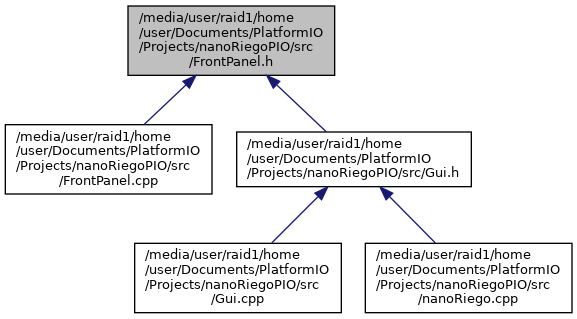 /media/user/raid1/home
/user/Documents/PlatformIO
/Projects/nanoRiegoPIO/src
/FrontPanel.h
/media/user/raid1/home
/user/Documents/PlatformIO
/Projects/nanoRiegoPIO/src
/FrontPanel.cpp
/media/user/raid1/home
/user/Documents/PlatformIO
/Projects/nanoRiegoPIO/src/Gui.h
/media/user/raid1/home
/user/Documents/PlatformIO
/Projects/nanoRiegoPIO/src
/Gui.cpp
/media/user/raid1/home
/user/Documents/PlatformIO
/Projects/nanoRiegoPIO/src
/nanoRiego.cpp